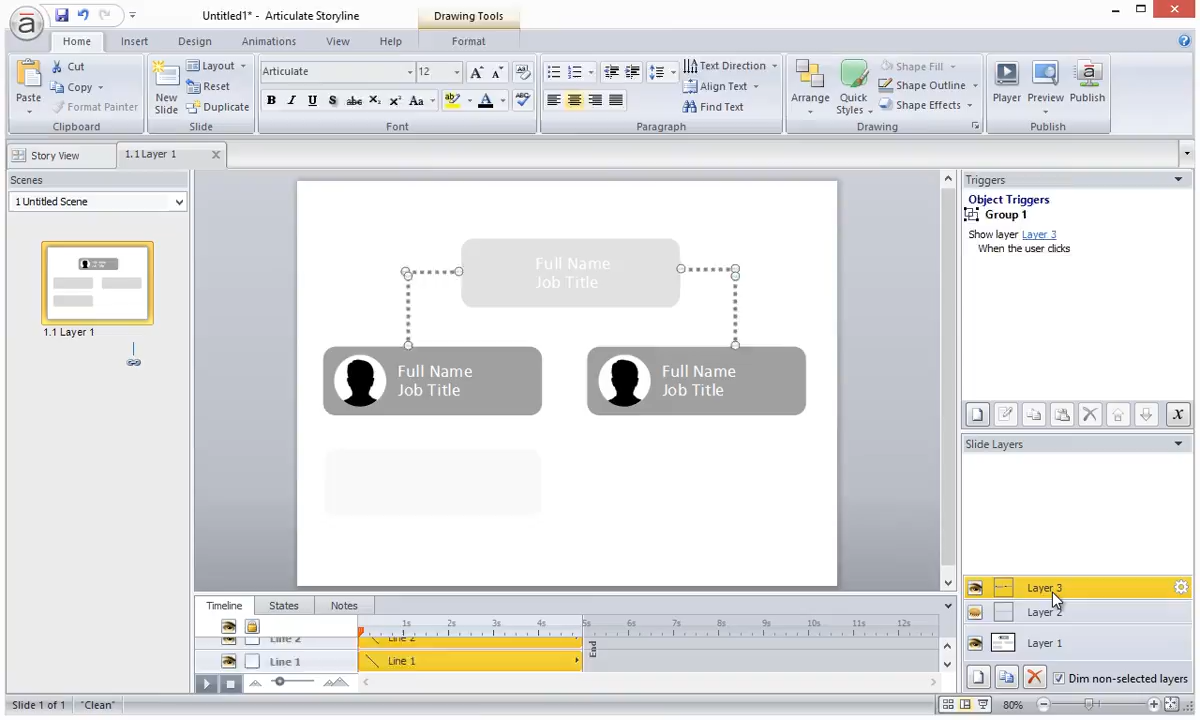 Untitled1* - Articulate Storyline
Drawing Tools
Home
Insert
Design
Animations
View
Help
Format
Paste
Cut
Copy
Format Painter
Clipboard
New Slide
Layout
Reset
Duplicate
Slide
Articulate
12
B I U S abc X₂ X² Aa
ABC
A
Font
Text Direction
Align Text
Find Text
Paragraph
Arrange
Quick Styles
Shape Fill
Shape Outline
Shape Effects
Drawing
Player
Preview
Publish
Publish
Story View
1.1 Layer 1
Scenes
1 Untitled Scene
1.1 Layer 1
Full Name
Job Title
Full Name
Job Title
Full Name
Job Title
Triggers
Object Triggers
Group 1
Show layer Layer 3
When the user clicks
x
Slide Layers
Layer 3
Layer 2
Layer 1
Dim non-selected layers
Timeline
States
Notes
1s 2s 3s 4s 5s 6s 7s 8s 9s 10s 11s 12s
Line 2
Line 2
Line 1
Line 1
End
Slide 1 of 1
"Clean"
80%